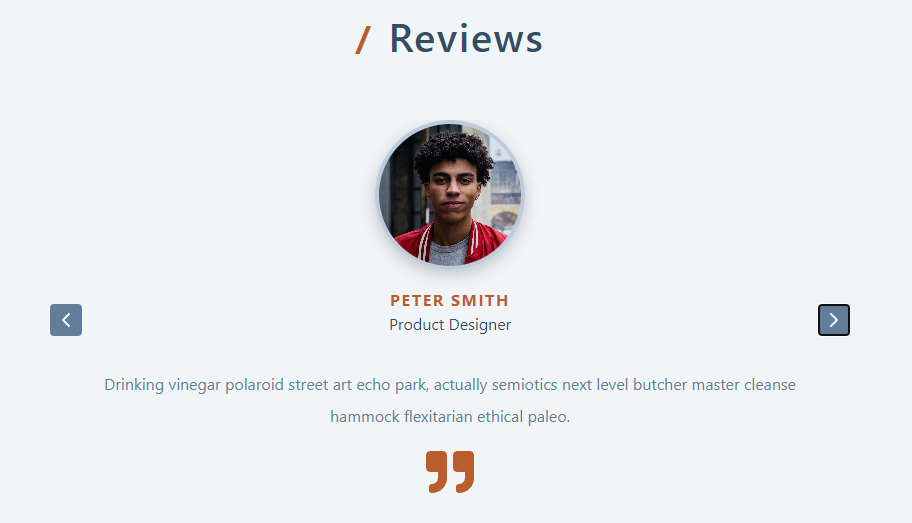 / Reviews
PETER SMITH
Product Designer
Drinking vinegar polaroid street art echo park, actually semiotics next level butcher master cleanse
hammock flexitarian ethical paleo.